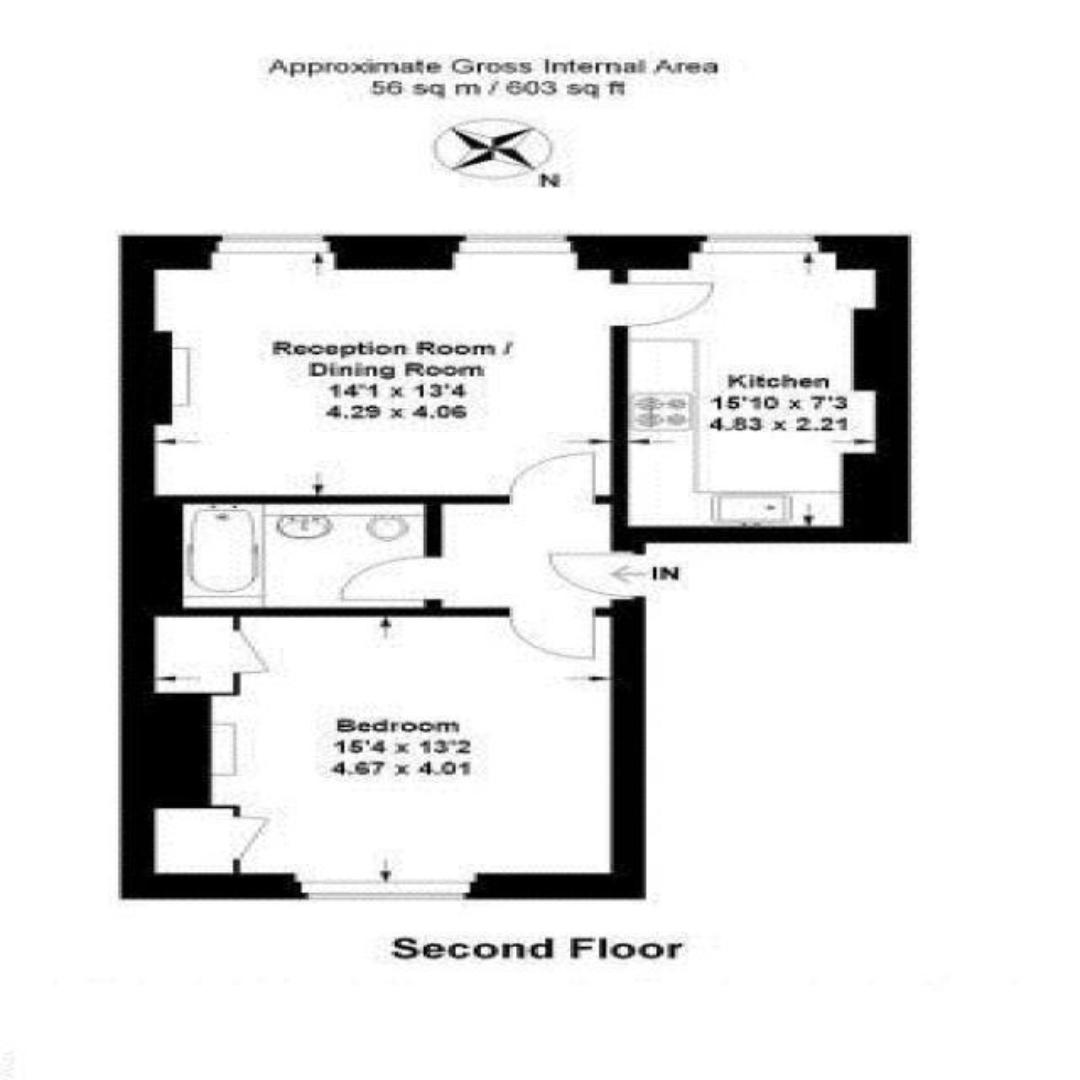 Approximate Gross Internal Area
56 sq m / 603 sq ft
N
Reception Room /
Dining Room
14'1 x 13'4
4.29 x 4.06
Kitchen
15'10 x 7'3
4.83 x 2.21
IN
Bedroom
15'4 x 13'2
4.67 x 4.01
Second Floor